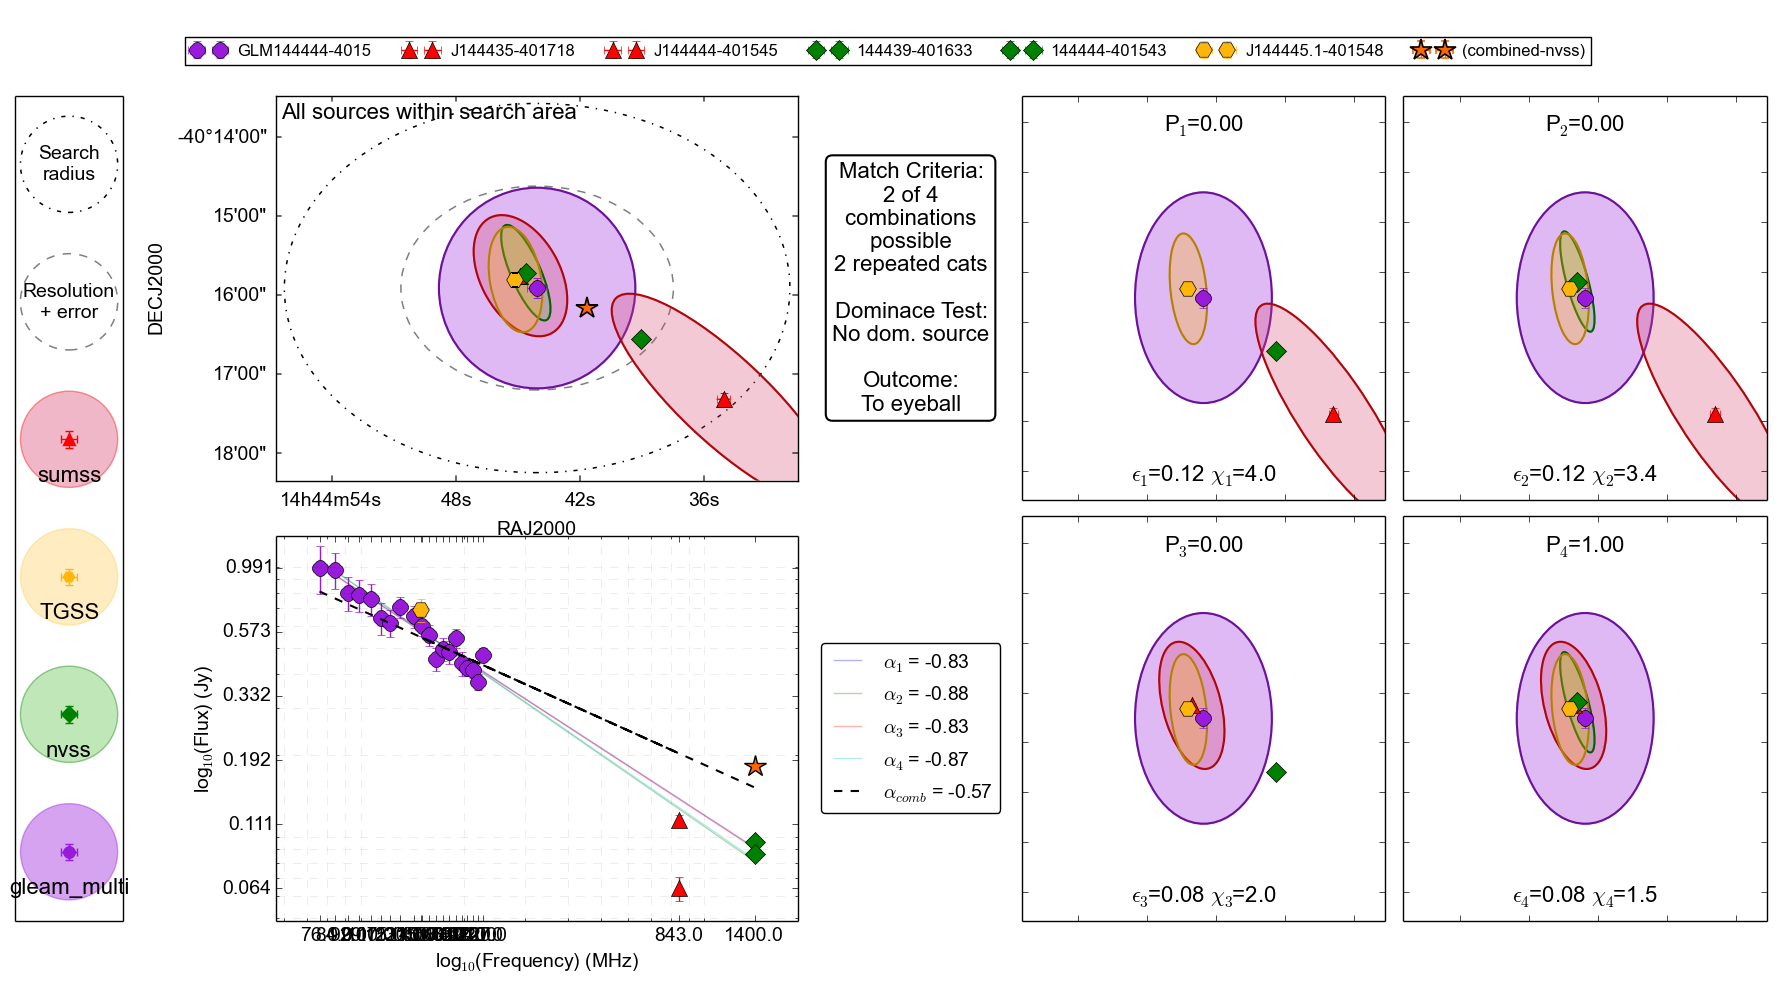 GLM144444-4015 J144435-401718 J144444-401545 144439-401633 144444-401543 J144445.1-401548 (combined-nvss)
Search
radius
Resolution
+ error
sumss
TGSS
nvss
gleam_multi
All sources within search area
DECJ2000
-40°14'00"
15'00"
16'00"
17'00"
18'00"
14h44m54s 48s 42s 36s
RAJ2000
Match Criteria:
2 of 4
combinations
possible
2 repeated cats
Dominace Test:
No dom. source
Outcome:
To eyeball
P1=0.00
ϵ1=0.12 χ1=4.0
P2=0.00
ϵ2=0.12 χ2=3.4
log10(Flux) (Jy)
0.991
0.573
0.332
0.192
0.111
0.064
843.0 1400.0
log10(Frequency) (MHz)
α1 = -0.83
α2 = -0.88
α3 = -0.83
α4 = -0.87
αcomb = -0.57
P3=0.00
ϵ3=0.08 χ3=2.0
P4=1.00
ϵ4=0.08 χ4=1.5